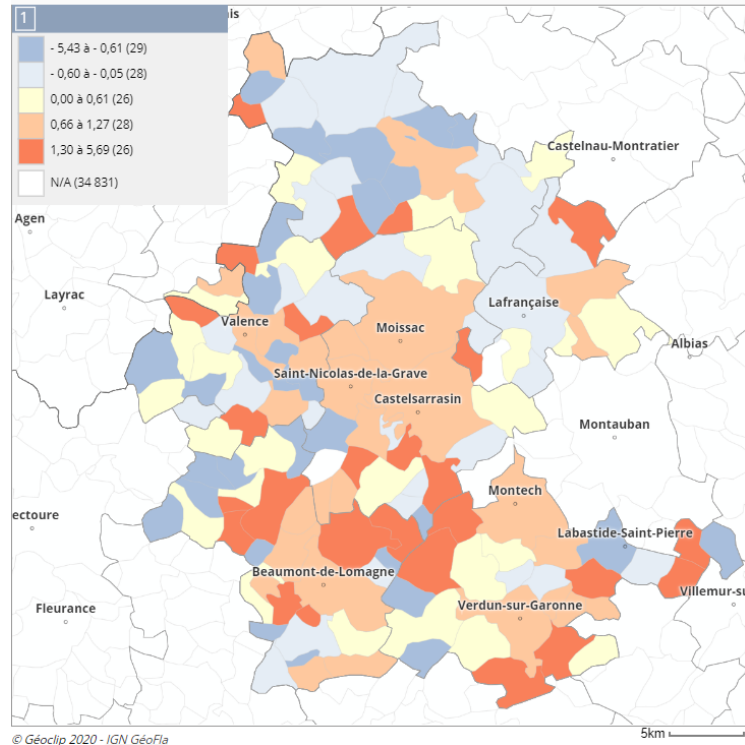 1
ais
- 5,43 à - 0,61 (29)
- 0,60 à - 0,05 (28)
0,00 à 0,61 (26)
0,66 à 1,27 (28)
1,30 à 5,69 (26)
N/A (34 831)
Castelnau-Montratier
Agen
Layrac
Lafrançaise
Valence
Moissac
Albias
Saint-Nicolas-de-la-Grave
Castelsarrasin
Montauban
Montech
ectoure
Labastide-Saint-Pierre
Beaumont-de-Lomagne
Villemur-su
Fleurance
Verdun-sur-Garonne
5km
© Géoclip 2020 - IGN GéoFla